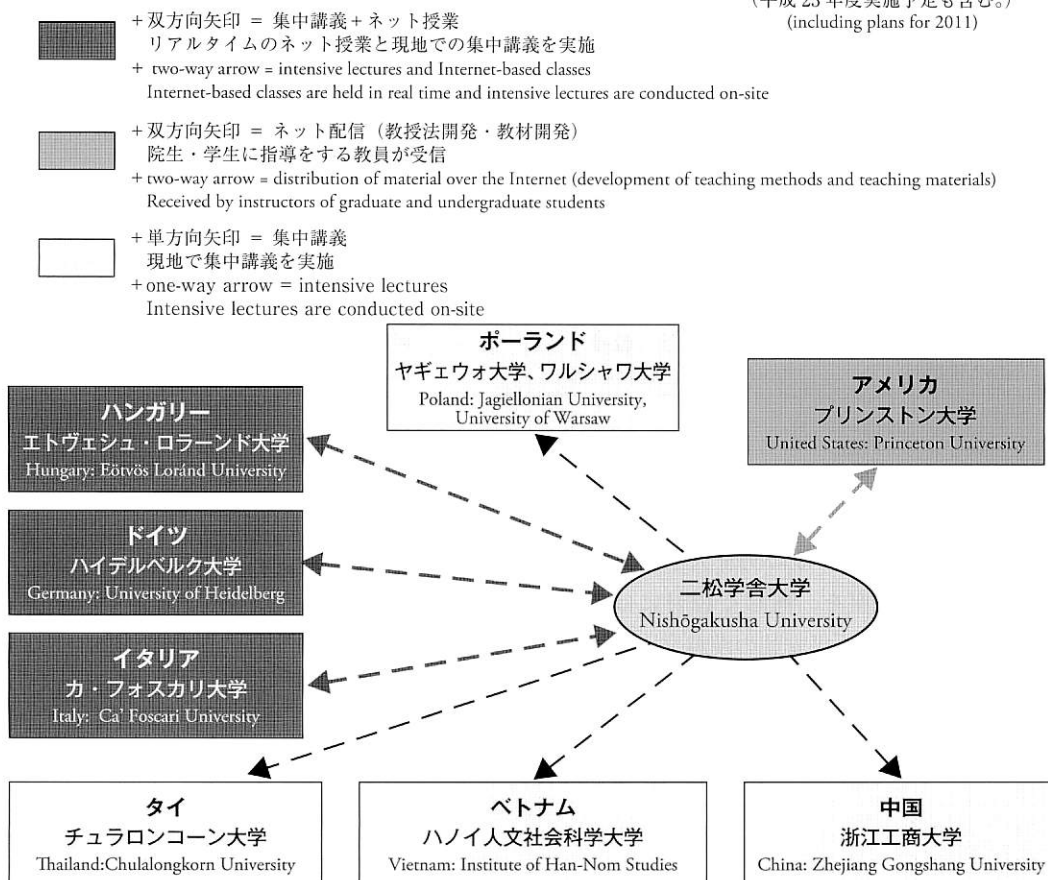 (平成 23 年度実施予定も含む。)
(including plans for 2011)
+双方向矢印 = 集中講義+ネット授業
リアルタイムのネット授業と現地での集中講義を実施
+ two-way arrow = intensive lectures and Internet-based classes
Internet-based classes are held in real time and intensive lectures are conducted on-site
+双方向矢印 = ネット配信(教授法開発・教材開発)
院生・学生に指導をする教員が受信
+ two-way arrow = distribution of material over the Internet (development of teaching methods and teaching materials)
Received by instructors of graduate and undergraduate students
+単方向矢印 = 集中講義
現地で集中講義を実施
+one-way arrow = intensive lectures
Intensive lectures are conducted on-site
ポーランド
ヤギェウォ大学、ワルシャワ大学
Poland: Jagiellonian University,
University of Warsaw
アメリカ
プリンストン大学
United States: Princeton University
ハンガリー
エトヴェシュ・ロラーンド大学
Hungary: Eötvös Loránd University
ドイツ
ハイデルベルク大学
Germany: University of Heidelberg
二松学舎大学
Nishōgakusha University
イタリア
カ・フォスカリ大学
Italy: Ca' Foscari University
タイ
チュラロンコーン大学
Thailand:Chulalongkorn University
ベトナム
ハノイ人文社会科学大学
Vietnam: Institute of Han-Nom Studies
中国
浙江工商大学
China: Zhejiang Gongshang University